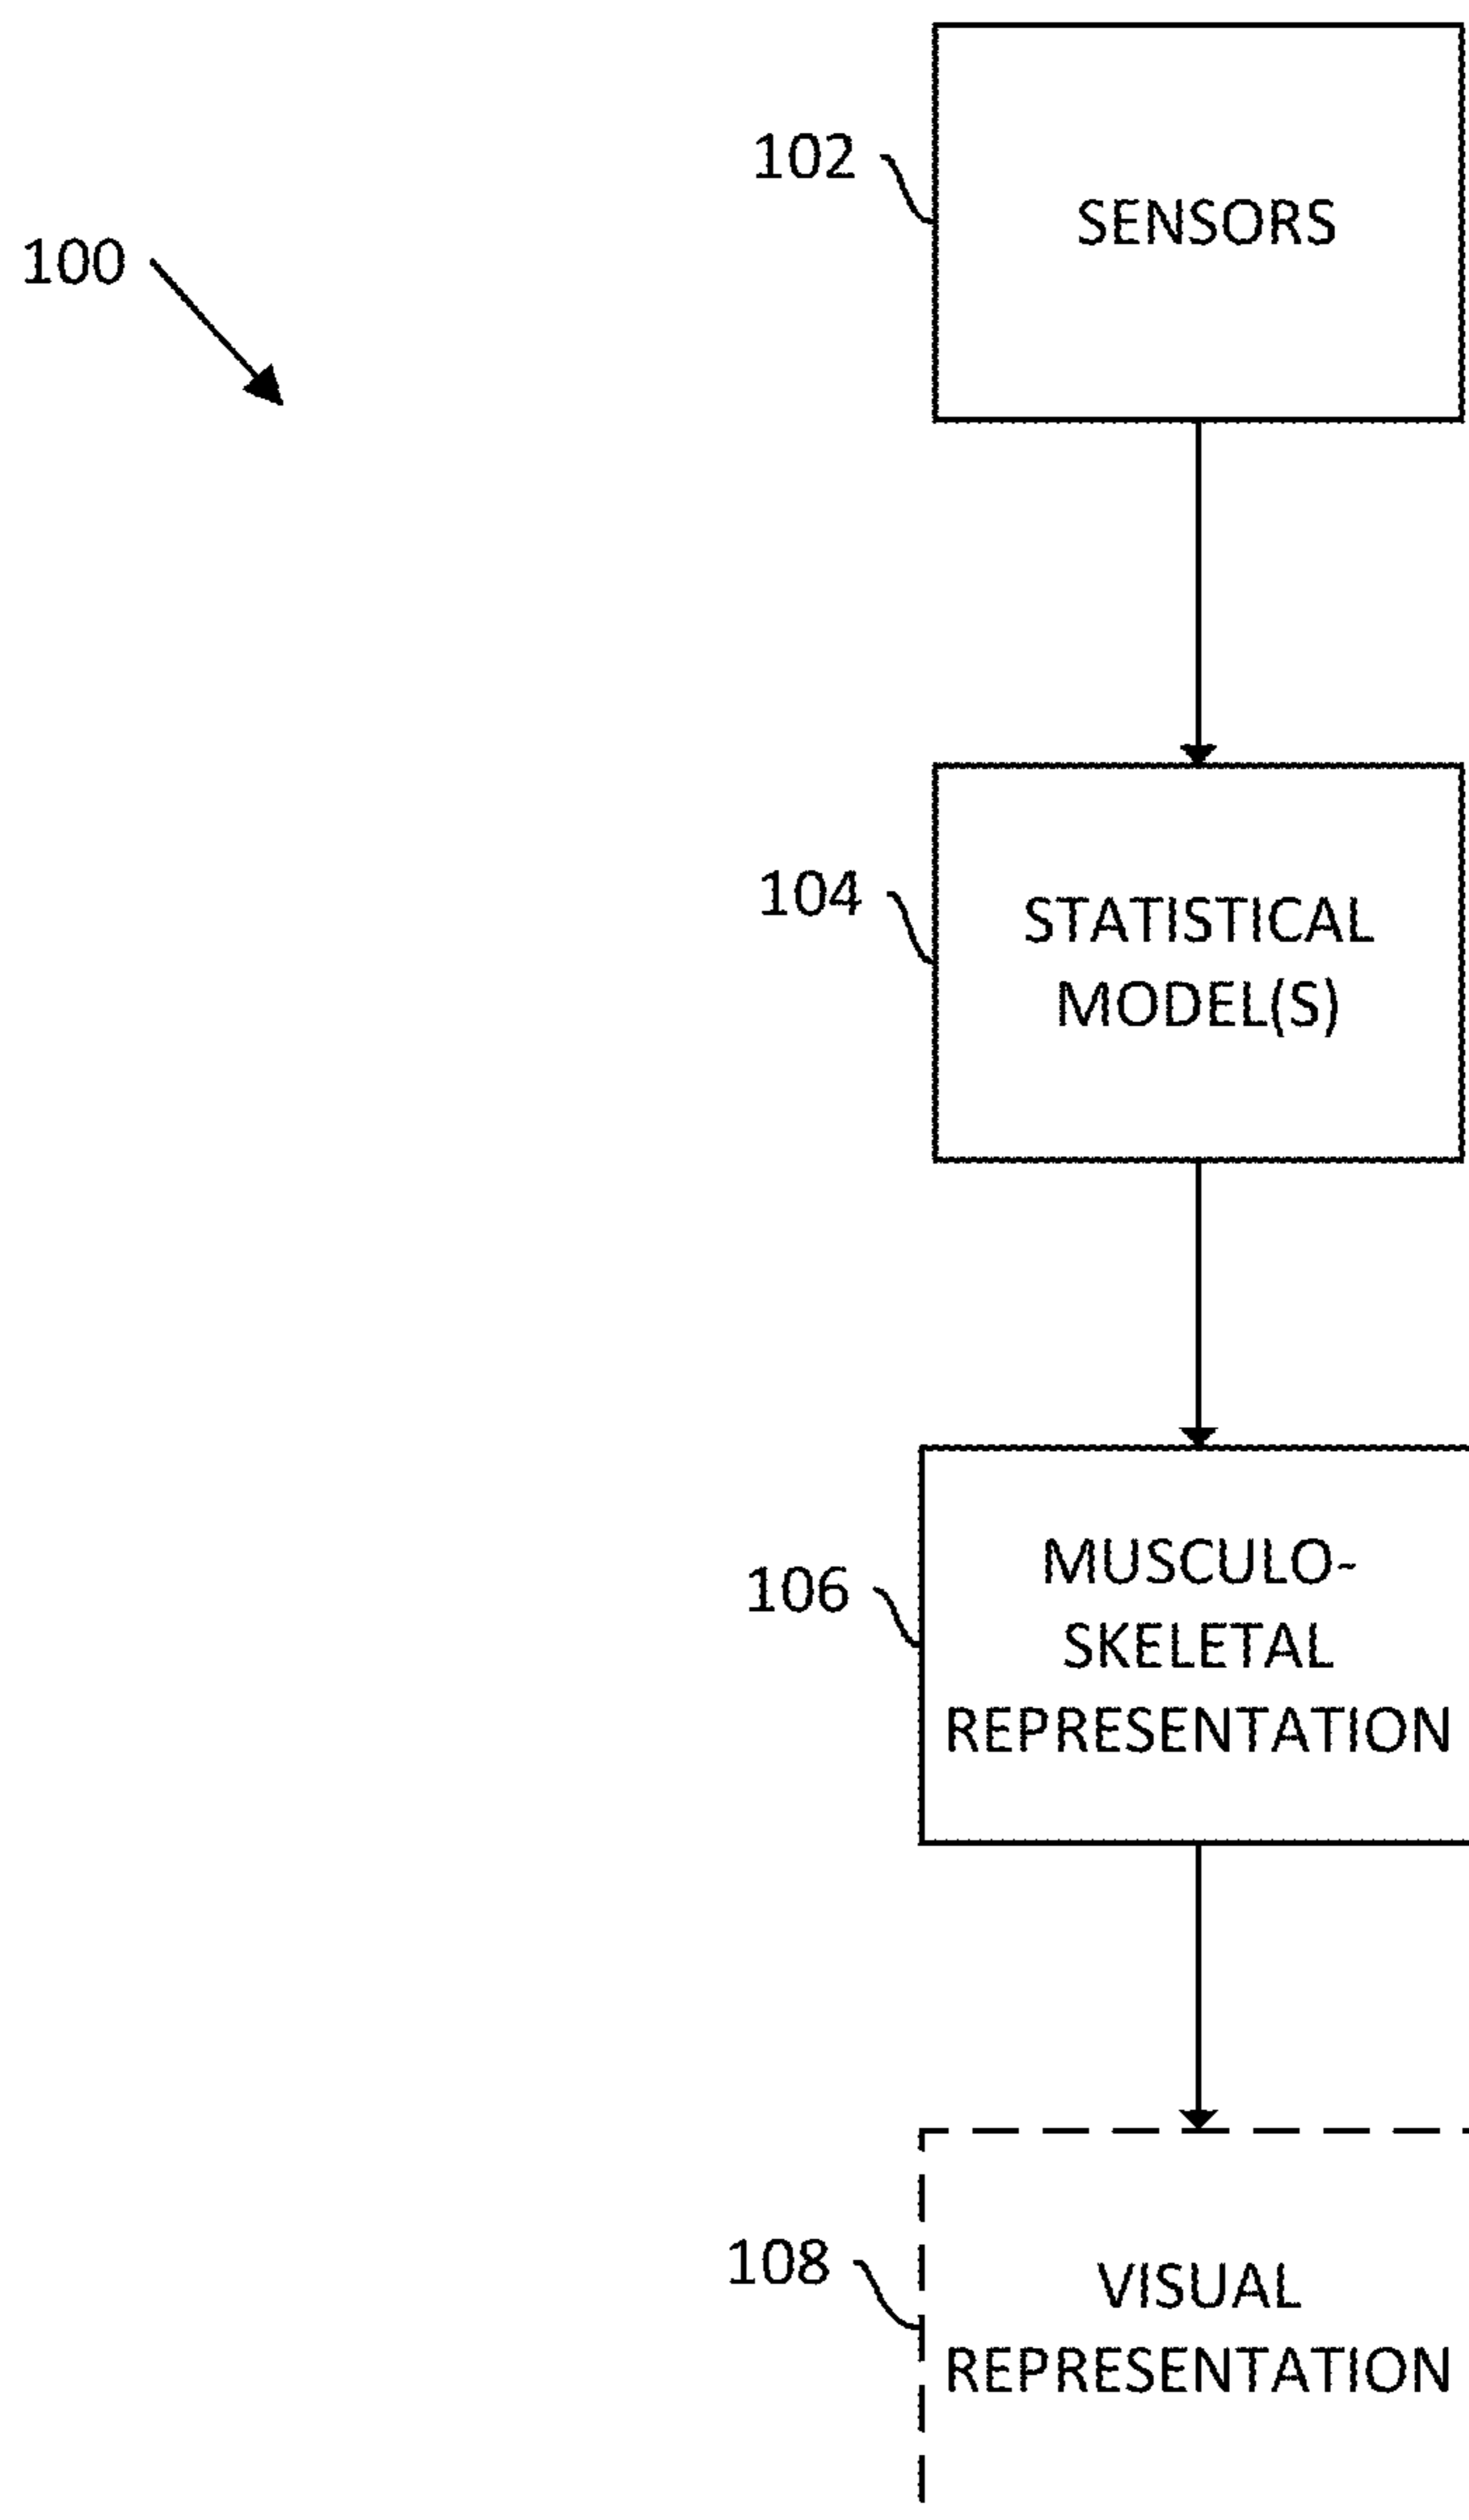 102
SENSORS
100
104
STATISTICAL
MODEL(S)
106
MUSCULO-
SKELETAL
REPRESENTATION
108
VISUAL
REPRESENTATION